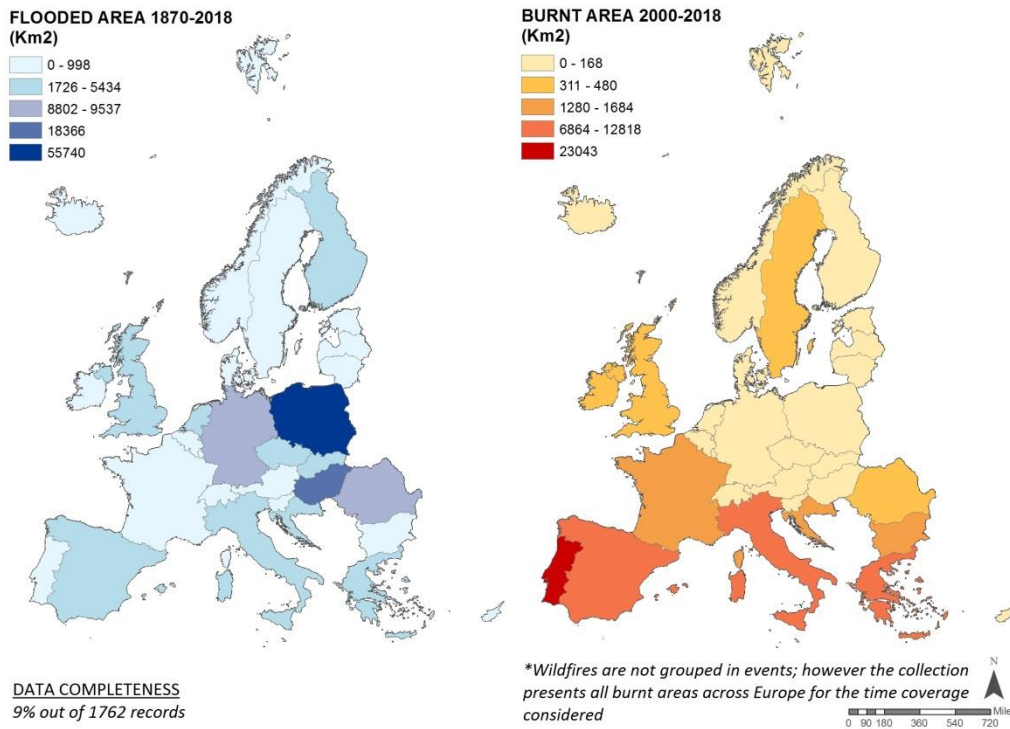 FLOODED AREA 1870-2018
(Km2)
0 - 998
1726 - 5434
8802 - 9537
18366
55740
DATA COMPLETENESS
9% out of 1762 records
BURNT AREA 2000-2018
(Km2)
0 - 168
311 - 480
1280 - 1684
6864 - 12818
23043
*Wildfires are not grouped in events; however the collection
presents all burnt areas across Europe for the time coverage
considered
N
Mile
0 90 180 360 540 720